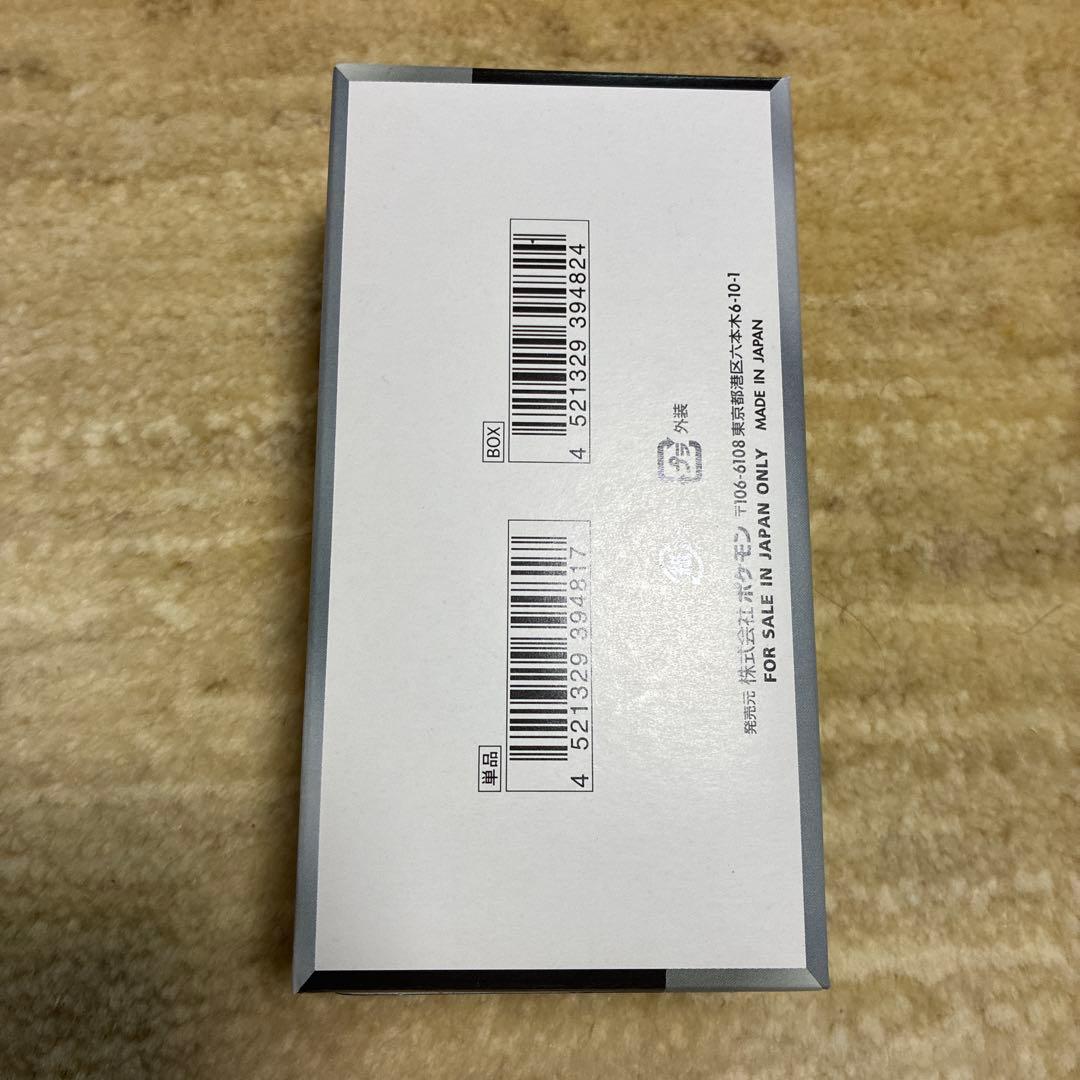 BOX
4 521329 394824
単品
4 521329 394817
プラ
外装
発売元 株式会社 ポケモン 〒106-6108 東京都港区六本木6-10-1
FOR SALE IN JAPAN ONLY MADE IN JAPAN